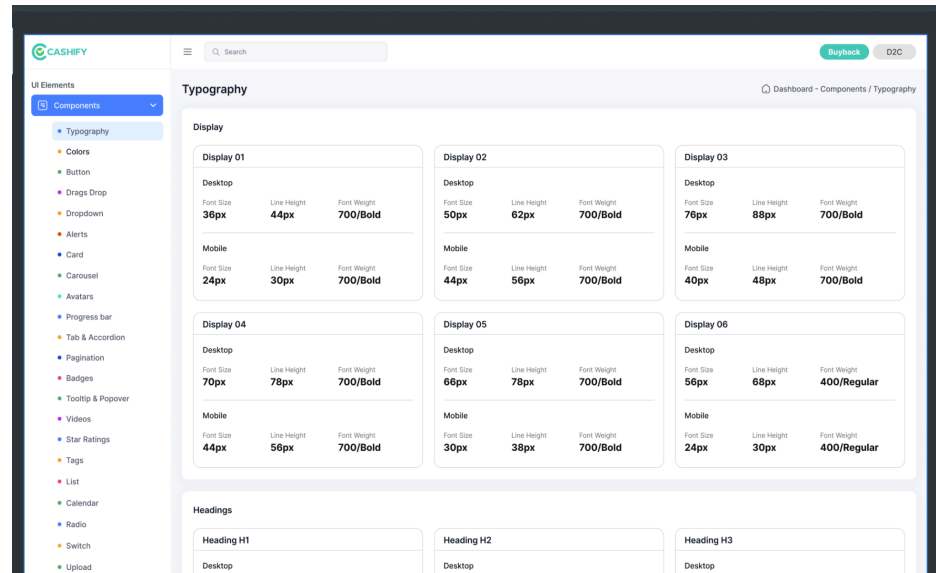 CASHIFY
Search
Buyback
D2C
UI Elements
Components
Typography
Colors
Button
Drags Drop
Dropdown
Alerts
Card
Carousel
Avatars
Progress bar
Tab & Accordion
Pagination
Badges
Tooltip & Popover
Videos
Star Ratings
Tags
List
Calendar
Radio
Switch
Upload
Typography
Dashboard - Components / Typography
Display
Display 01
Desktop
Font Size Line Height Font Weight
36px 44px 700/Bold
Mobile
Font Size Line Height Font Weight
24px 30px 700/Bold
Display 02
Desktop
Font Size Line Height Font Weight
50px 62px 700/Bold
Mobile
Font Size Line Height Font Weight
44px 56px 700/Bold
Display 03
Desktop
Font Size Line Height Font Weight
76px 88px 700/Bold
Mobile
Font Size Line Height Font Weight
40px 48px 700/Bold
Display 04
Desktop
Font Size Line Height Font Weight
70px 78px 700/Bold
Mobile
Font Size Line Height Font Weight
44px 56px 700/Bold
Display 05
Desktop
Font Size Line Height Font Weight
66px 78px 700/Bold
Mobile
Font Size Line Height Font Weight
30px 38px 700/Bold
Display 06
Desktop
Font Size Line Height Font Weight
56px 68px 400/Regular
Mobile
Font Size Line Height Font Weight
24px 30px 400/Regular
Headings
Heading H1
Desktop
Heading H2
Desktop
Heading H3
Desktop